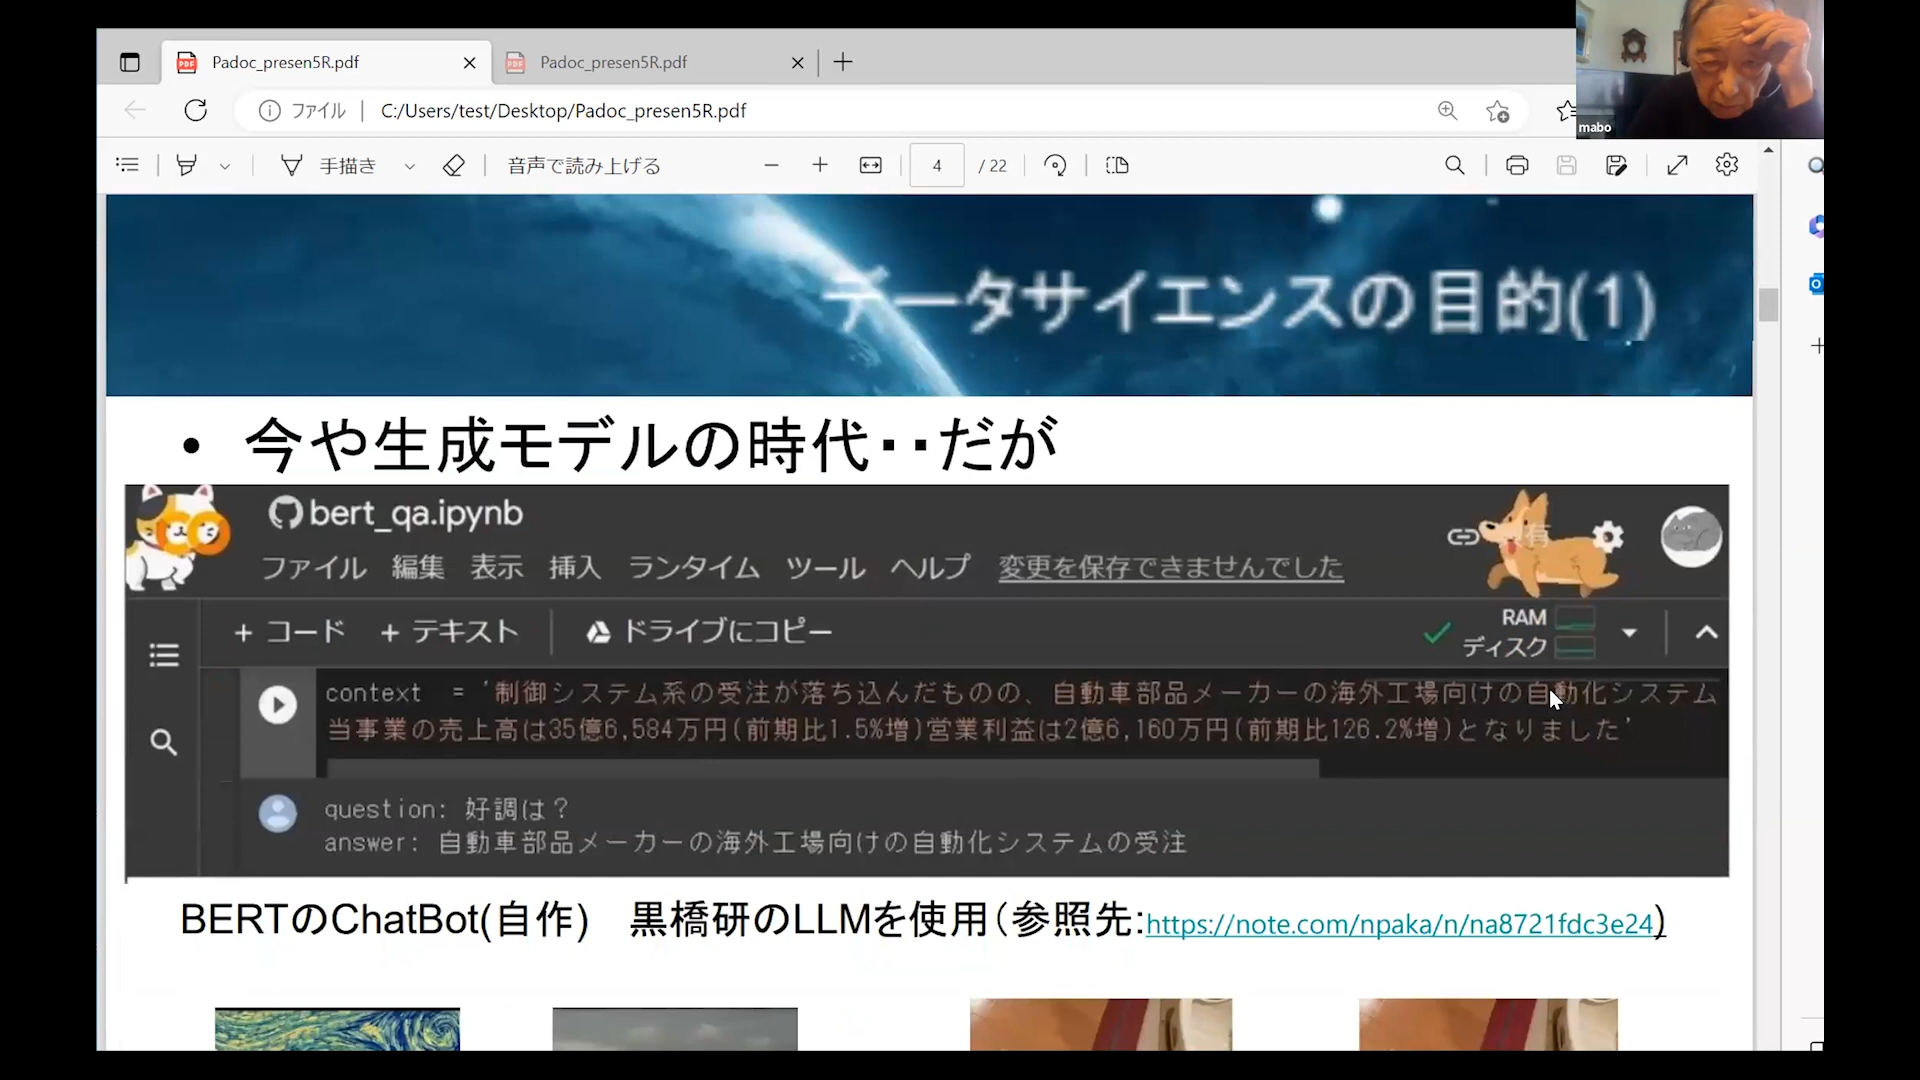 Padoc_presen5R.pdf
Padoc_presen5R.pdf
ファイル
C:/Users/test/Desktop/Padoc_presen5R.pdf
mabo
手描き
音声で読み上げる
4 / 22
データサイエンスの目的(1)
• 今や生成モデルの時代・・だが
bert_qa.ipynb
ファイル 編集 表示 挿入 ランタイム ツール ヘルプ 変更を保存できませんでした
有
+ コード + テキスト ドライブにコピー
RAM
ディスク
context = '制御システム系の受注が落ち込んだものの、自動車部品メーカーの海外工場向けの自動化システム
当事業の売上高は35億6,584万円(前期比1.5%増)営業利益は2億6,160万円(前期比126.2%増)となりました'
question: 好調は？
answer: 自動車部品メーカーの海外工場向けの自動化システムの受注
BERTのChatBot(自作) 黒橋研のLLMを使用（参照先:https://note.com/npaka/n/na8721fdc3e24)